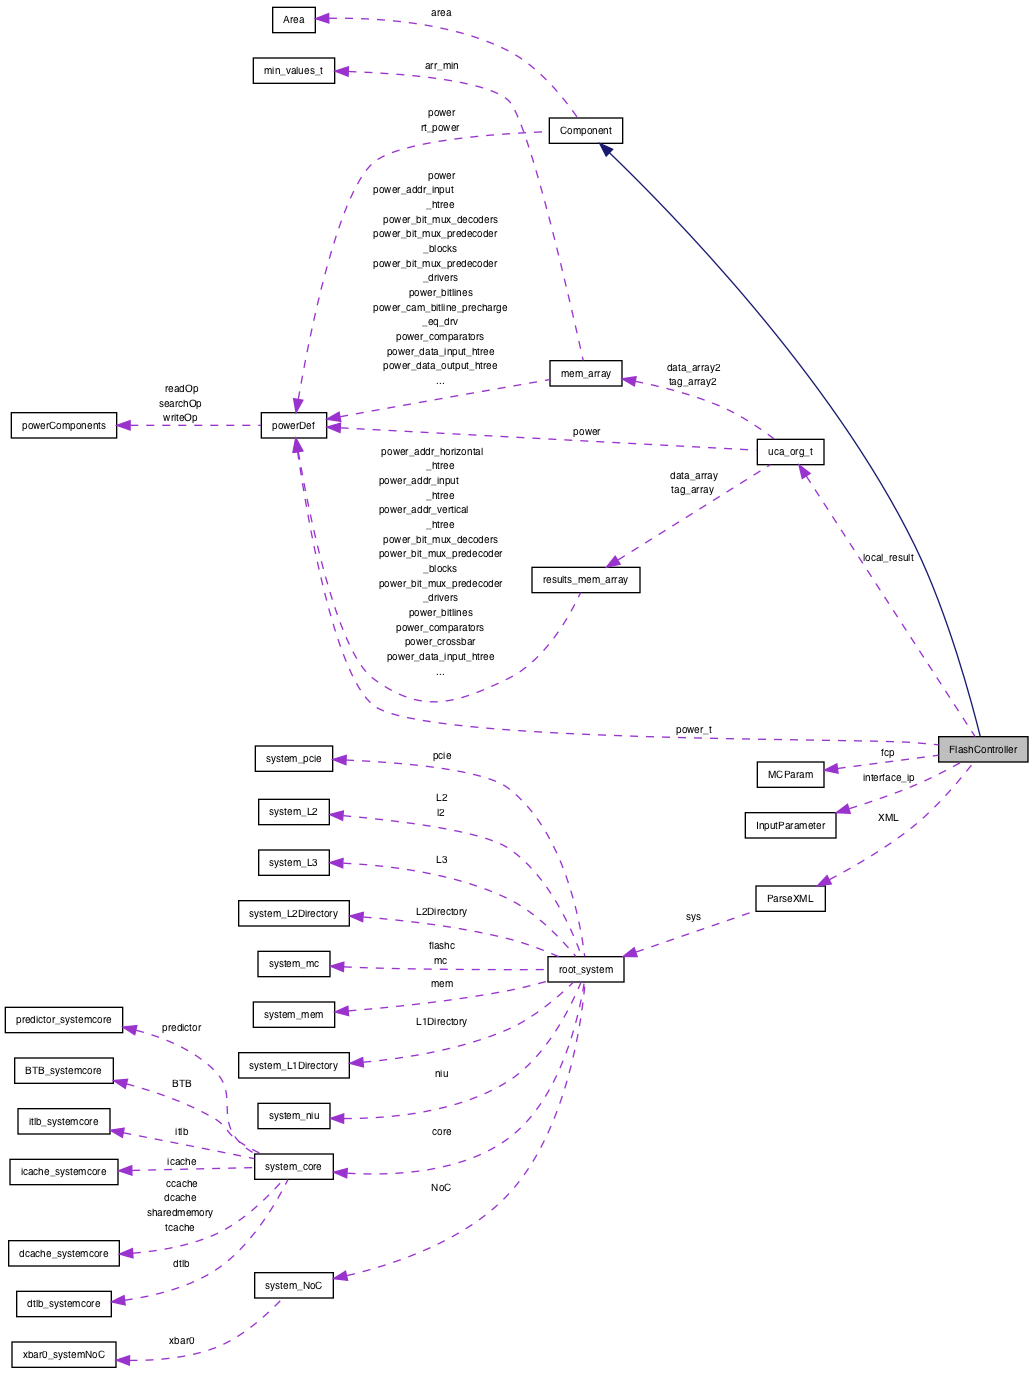 Area
area
min_values_t
arr_min
power
rt_power
Component
power
power_addr_input
_htree
power_bit_mux_decoders
power_bit_mux_predecoder
_blocks
power_bit_mux_predecoder
_drivers
power_bitlines
power_cam_bitline_precharge
_eq_drv
power_comparators
power_data_input_htree
power_data_output_htree
...
mem_array
data_array2
tag_array2
readOp
searchOp
writeOp
powerComponents
powerDef
power
uca_org_t
power_addr_horizontal
_htree
power_addr_input
_htree
power_addr_vertical
_htree
power_bit_mux_decoders
power_bit_mux_predecoder
_blocks
power_bit_mux_predecoder
_drivers
power_bitlines
power_comparators
power_crossbar
power_data_input_htree
...
data_array
tag_array
results_mem_array
local_result
power_t
FlashController
fcp
MCParam
interface_ip
InputParameter
XML
ParseXML
sys
root_system
system_pcie
pcie
system_L2
L2
l2
system_L3
L3
system_L2Directory
L2Directory
system_mc
flashc
mc
system_mem
mem
system_L1Directory
L1Directory
system_niu
niu
system_core
core
NoC
system_NoC
predictor_systemcore
predictor
BTB_systemcore
BTB
itlb_systemcore
itlb
icache_systemcore
icache
ccache
dcache
sharedmemory
tcache
dcache_systemcore
dtlb
dtlb_systemcore
xbar0
xbar0_systemNoC